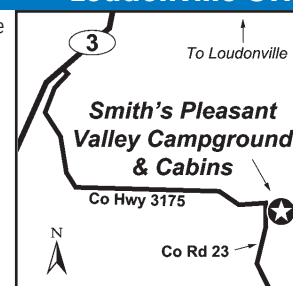 3
To Loudonville
Smith's Pleasant
Valley Campground
& Cabins
Co Hwy 3175
N
Co Rd 23